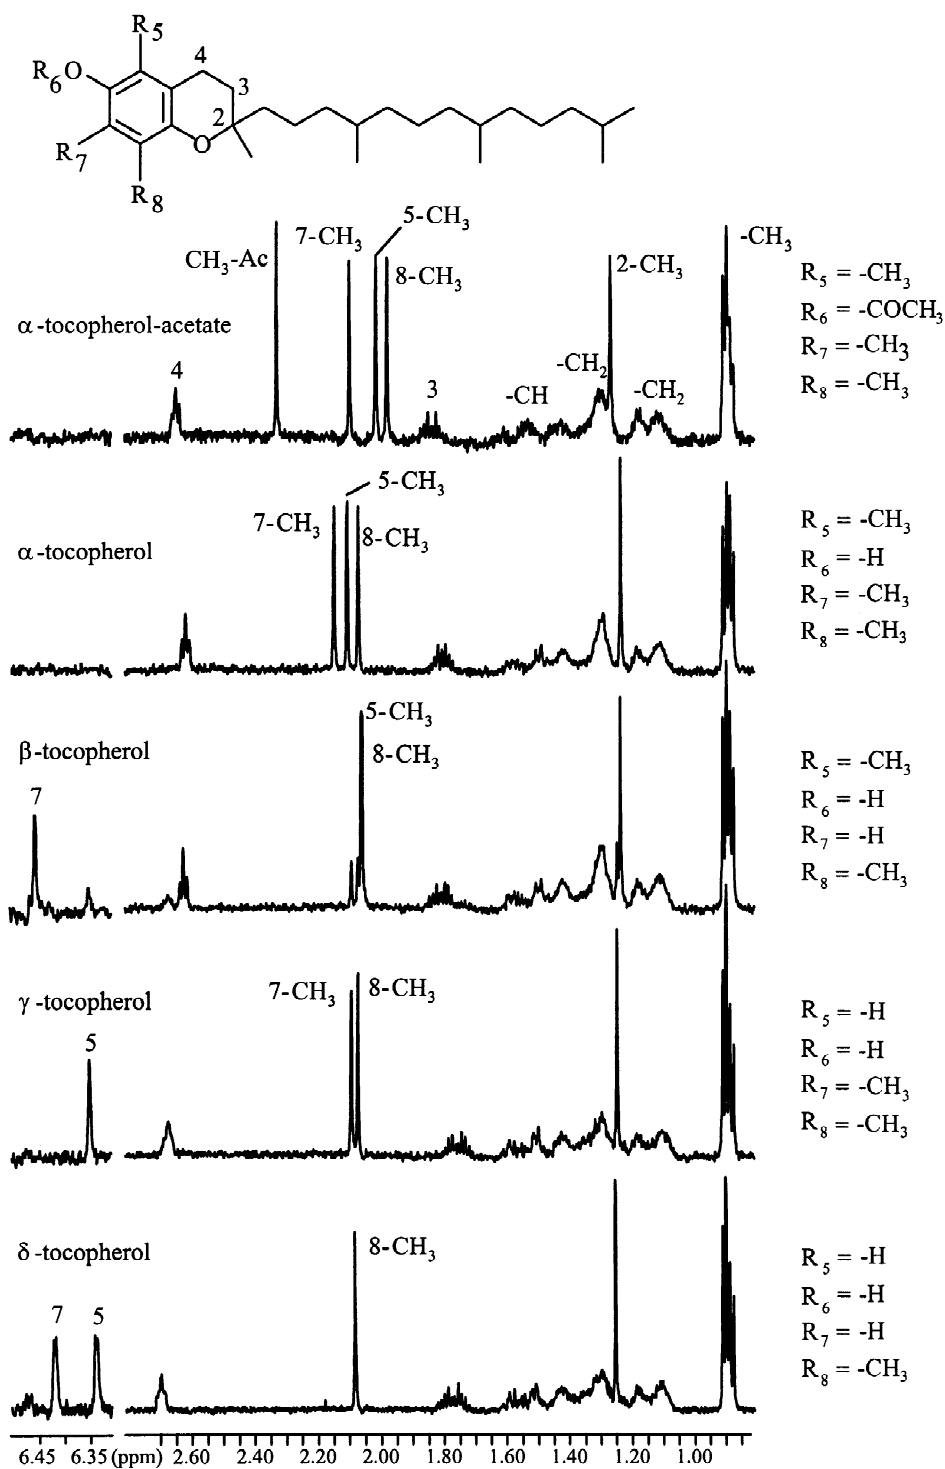 R5
R6O
4
3
2
O
R7
R8
α-tocopherol-acetate
4
CH3-Ac
7-CH3
5-CH3
8-CH3
3
-CH
-CH2
2-CH3
-CH2
-CH3
R5 = -CH3
R6 = -COCH3
R7 = -CH3
R8 = -CH3
α-tocopherol
7-CH3
5-CH3
8-CH3
R5 = -CH3
R6 = -H
R7 = -CH3
R8 = -CH3
β-tocopherol
7
5-CH3
8-CH3
R5 = -CH3
R6 = -H
R7 = -H
R8 = -CH3
γ-tocopherol
5
7-CH3
8-CH3
R5 = -H
R6 = -H
R7 = -CH3
R8 = -CH3
δ-tocopherol
7
5
8-CH3
R5 = -H
R6 = -H
R7 = -H
R8 = -CH3
6.45 6.35 (ppm) 2.60 2.40 2.20 2.00 1.80 1.60 1.40 1.20 1.00